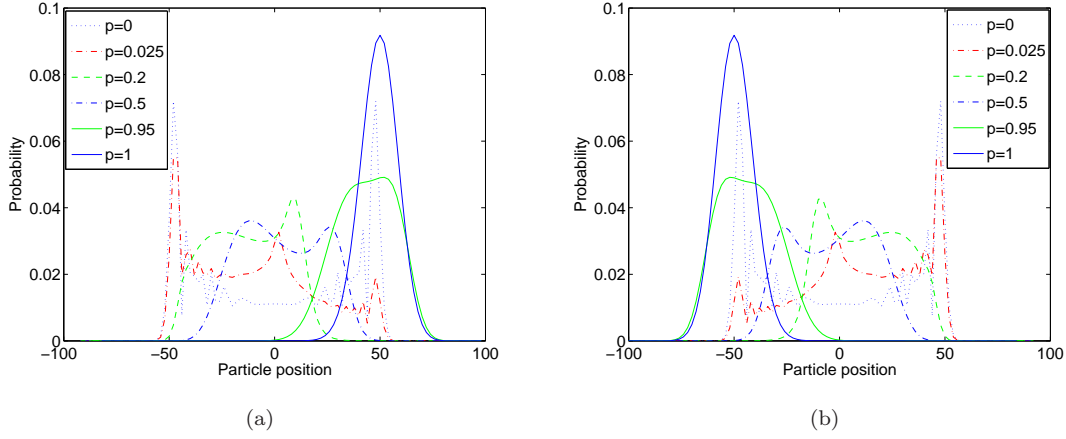 0.1
0.08
0.06
0.04
0.02
0
−100
−50
0
50
100
Particle position
Probability
p=0
p=0.025
p=0.2
p=0.5
p=0.95
p=1
(a)
0.1
0.08
0.06
0.04
0.02
0
−100
−50
0
50
100
Particle position
Probability
p=0
p=0.025
p=0.2
p=0.5
p=0.95
p=1
(b)